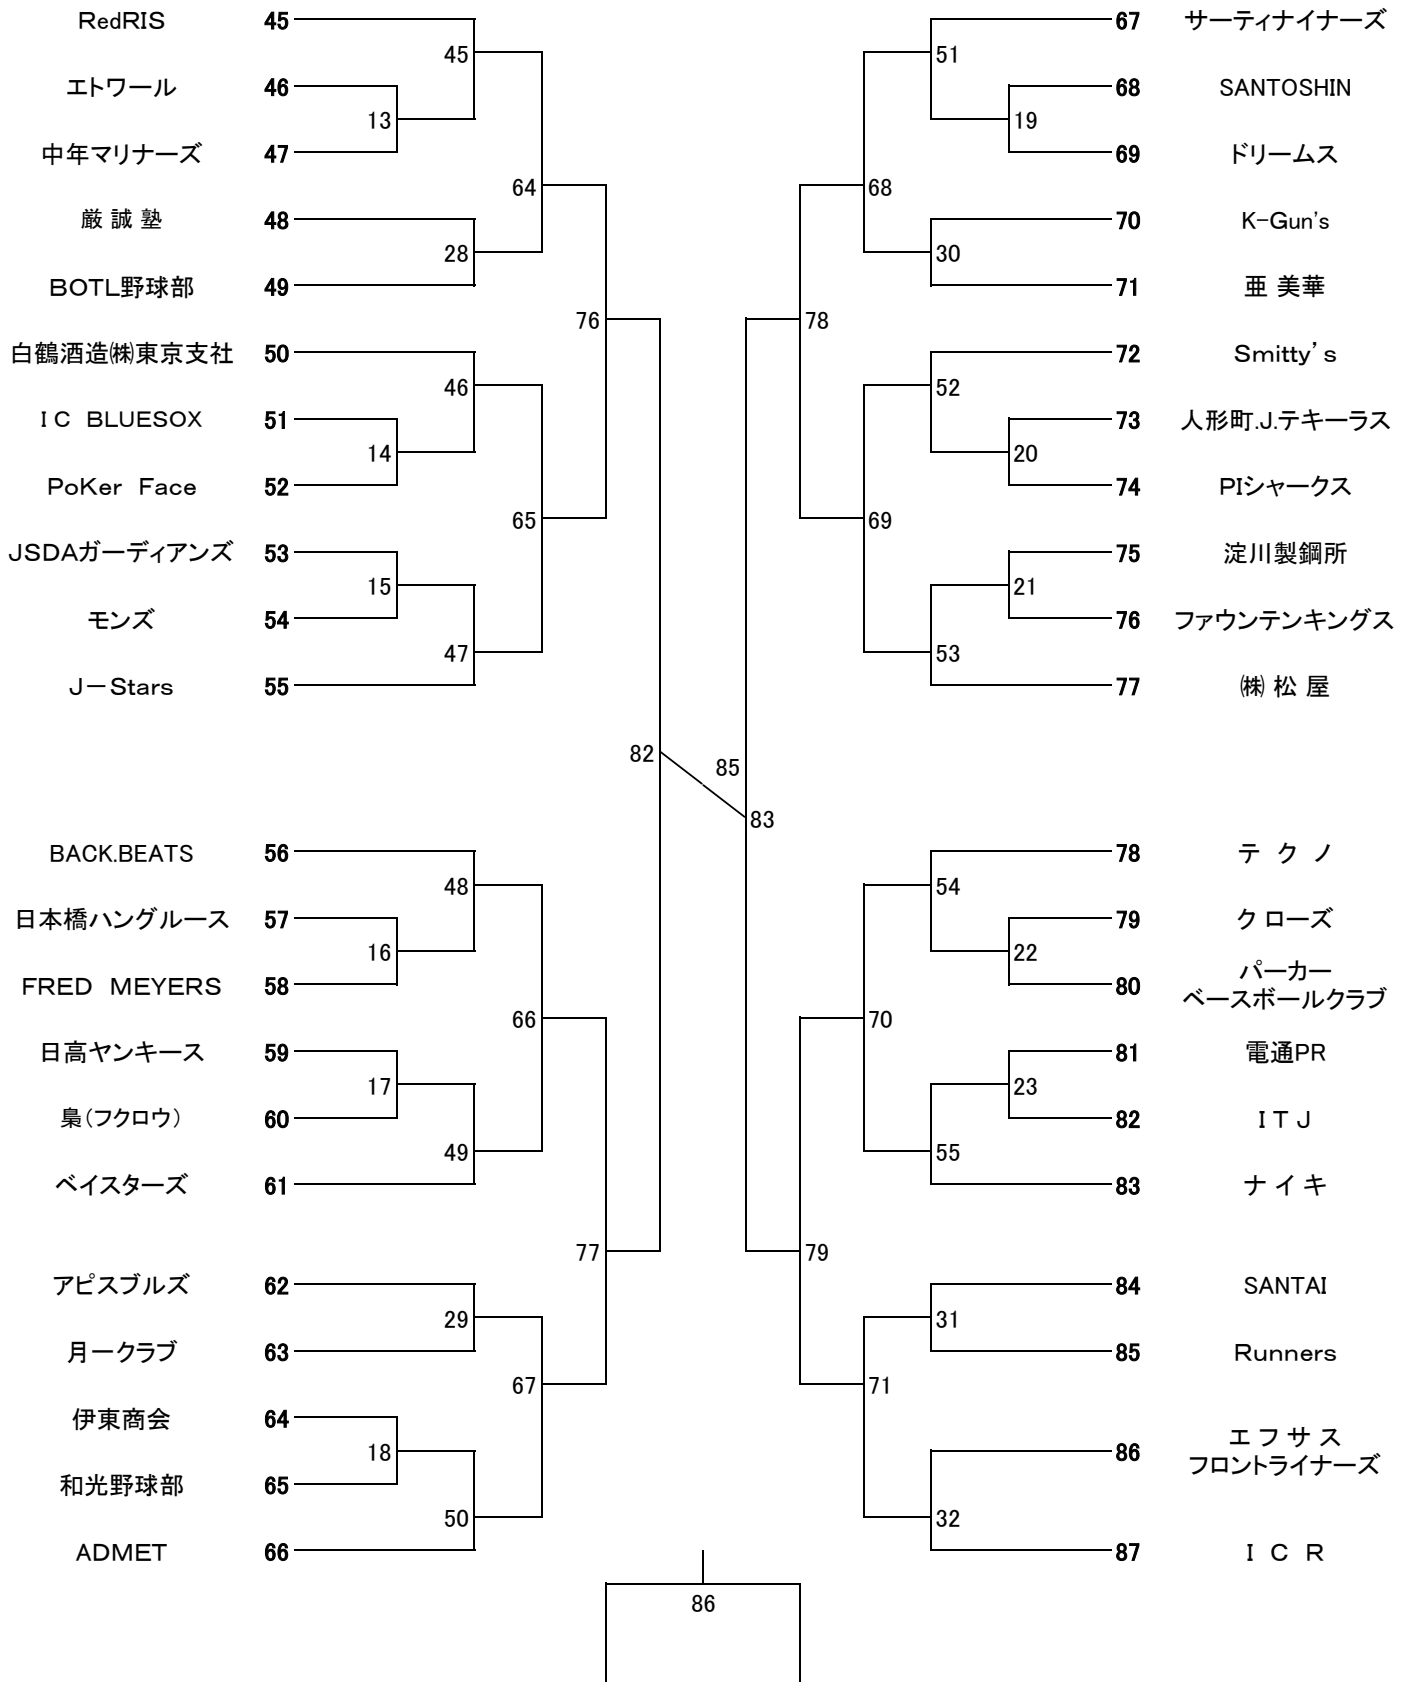 RedRIS 45
45
エトワール 46
13
中年マリナーズ 47
64
厳 誠 塾 48
28
BOTL野球部 49
76
白鶴酒造㈱東京支社 50
46
I C BLUESOX 51
14
PoKer Face 52
65
JSDAガーディアンズ 53
15
モンズ 54
47
J－Stars 55
82
BACK.BEATS 56
48
日本橋ハングルース 57
16
FRED MEYERS 58
66
日高ヤンキース 59
17
梟(フクロウ) 60
49
ベイスターズ 61
77
アピスブルズ 62
29
月一クラブ 63
67
伊東商会 64
18
和光野球部 65
50
ADMET 66
67 サーティナイナーズ
51
68 SANTOSHIN
19
69 ドリームス
68
70 K-Gun's
30
71 亜 美華
78
72 Smitty's
52
73 人形町.J.テキーラス
20
74 PIシャークス
69
75 淀川製鋼所
21
76 ファウンテンキングス
53
77 ㈱ 松 屋
85
83
78 テ ク ノ
54
79 ク ローズ
22
80 パーカー
ベースボールクラブ
70
81 電通PR
23
82 I T J
55
83 ナ イ キ
79
84 SANTAI
31
85 Runners
71
86 エ フ サ ス
フロントライナーズ
32
87 I C R
86